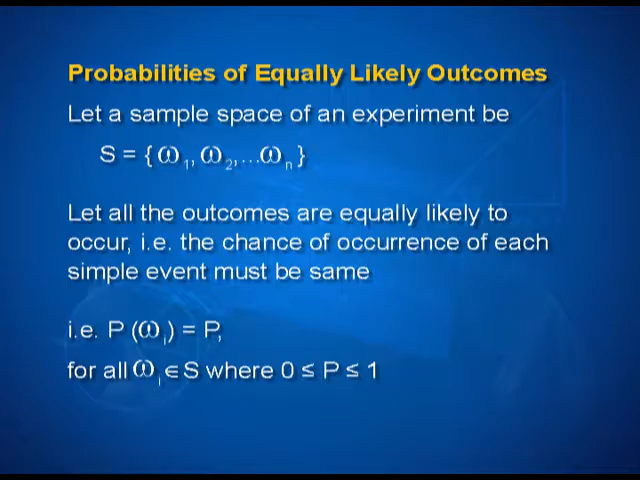 Probabilities of Equally Likely Outcomes
Let a sample space of an experiment be
S = { ω₁, ω₂,...ωₙ }
Let all the outcomes are equally likely to
occur, i.e. the chance of occurrence of each
simple event must be same
i.e. P (ωᵢ) = P,
for all ωᵢ ∈ S where 0 ≤ P ≤ 1